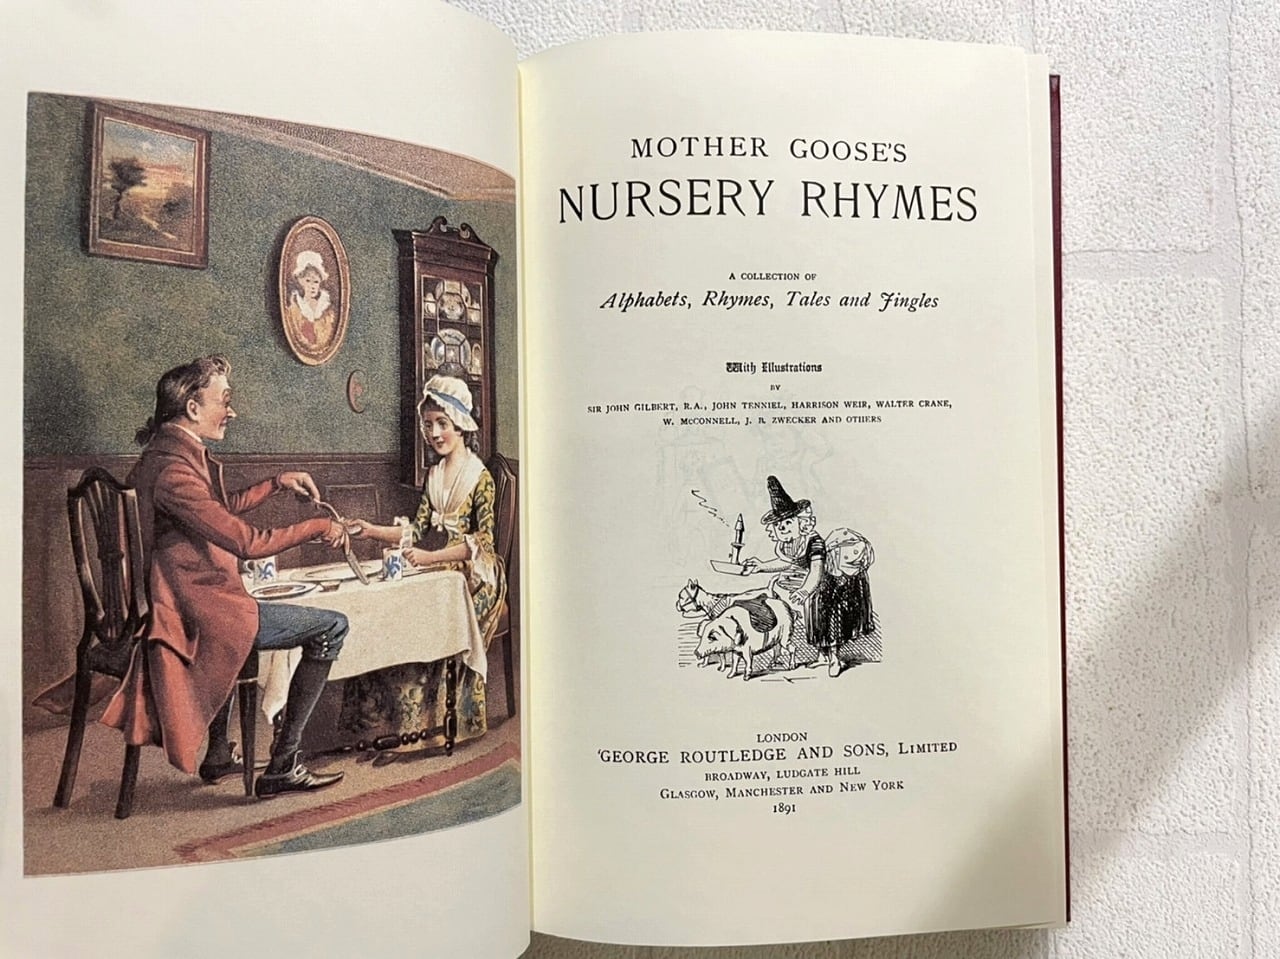 MOTHER GOOSE'S
NURSERY RHYMES
A COLLECTION OF
Alphabets, Rhymes, Tales and Jingles
With Illustrations
BY
SIR JOHN GILBERT, R.A., JOHN TENNIEL, HARRISON WEIR, WALTER CRANE,
W. McCONNELL, J. B. ZWECKER AND OTHERS
LONDON
'GEORGE ROUTLEDGE AND SONS, LIMITED
BROADWAY, LUDGATE HILL
GLASGOW, MANCHESTER AND NEW YORK
1891